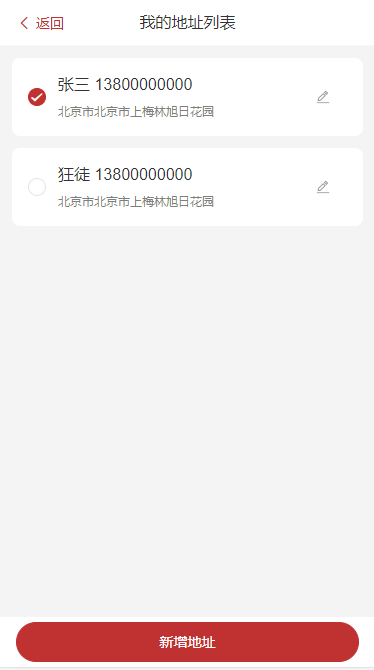 返回
我的地址列表
张三 13800000000
北京市北京市上梅林旭日花园
狂徒 13800000000
北京市北京市上梅林旭日花园
新增地址